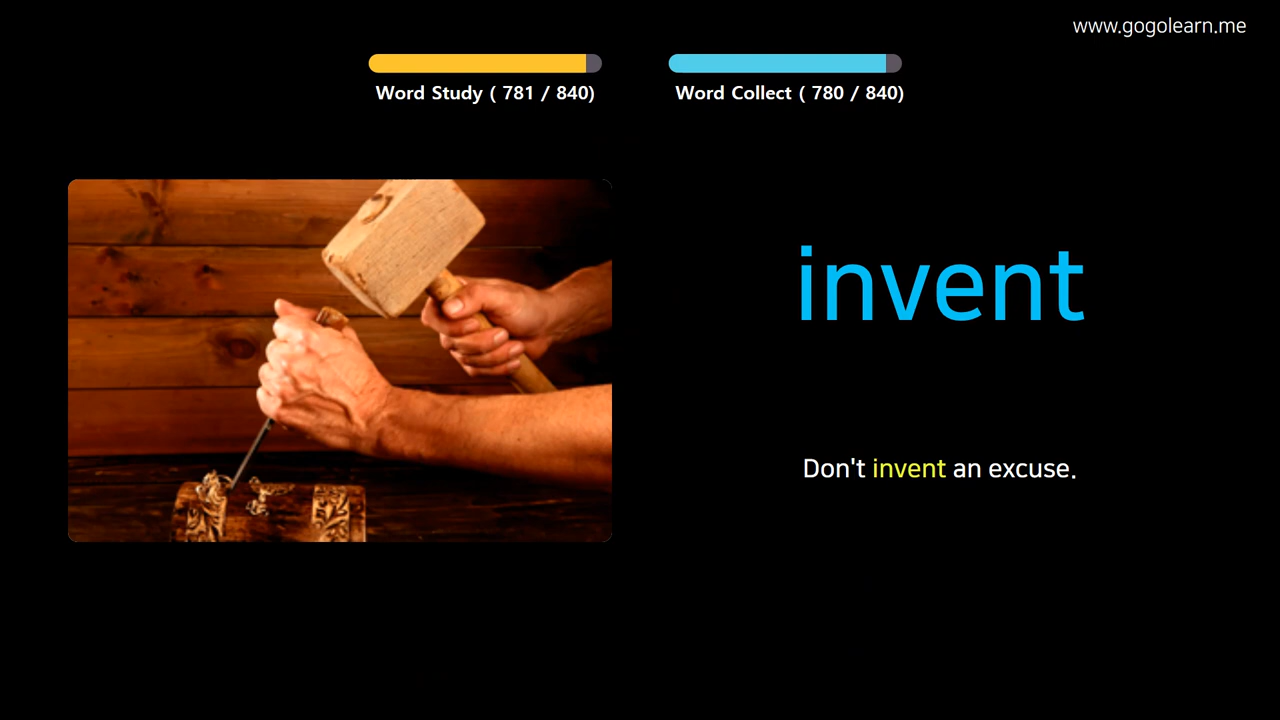 www.gogolearn.me
Word Study ( 781 / 840)
Word Collect ( 780 / 840)
invent
Don't invent an excuse.